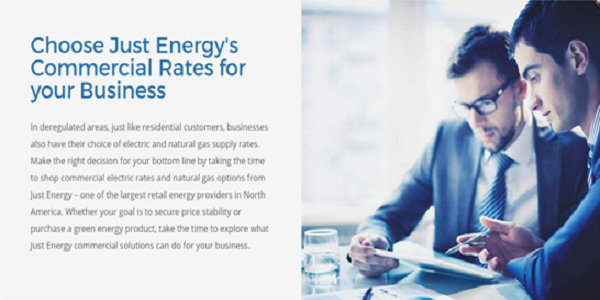 Choose Just Energy's
Commercial Rates for
your Business
In deregulated areas, just like residential customers, businesses
also have their choice of electric and natural gas supply rates.
Make the right decision for your bottom line by taking the time
to shop commercial electric rates and natural gas options from
Just Energy – one of the largest retail energy providers in North
America. Whether your goal is to secure price stability or
purchase a green energy product, take the time to explore what
Just Energy commercial solutions can do for your business.